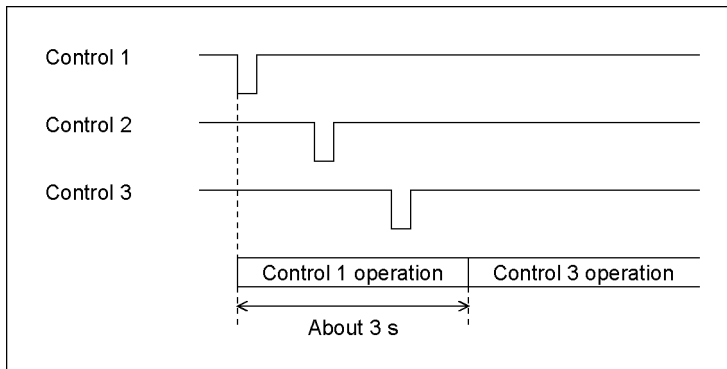 Control 1
Control 2
Control 3
Control 1 operation
Control 3 operation
About 3 s